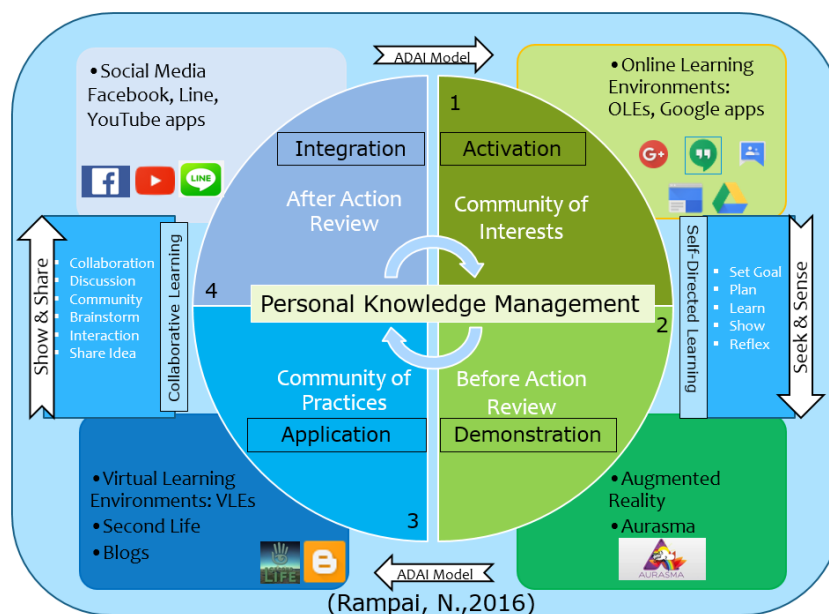 ADAI Model
•Social Media
Facebook, Line,
YouTube apps
LINE
•Online Learning
Environments:
OLEs, Google apps
G+
4
Integration
After Action
Review
1
Activation
Community of
Interests
Show & Share
Collaboration
Discussion
Community
Brainstorm
Interaction
Share Idea
Collaborative Learning
Personal Knowledge Management
Self-Directed Learning
Set Goal
Plan
Learn
Show
Reflex
Seek & Sense
Community of
Practices
Application
3
2
Before Action
Review
Demonstration
•Virtual Learning
Environments: VLEs
•Second Life
•Blogs
LIFE
•Augmented
Reality
•Aurasma
AURASMA
ADAI Model
(Rampai, N.,2016)